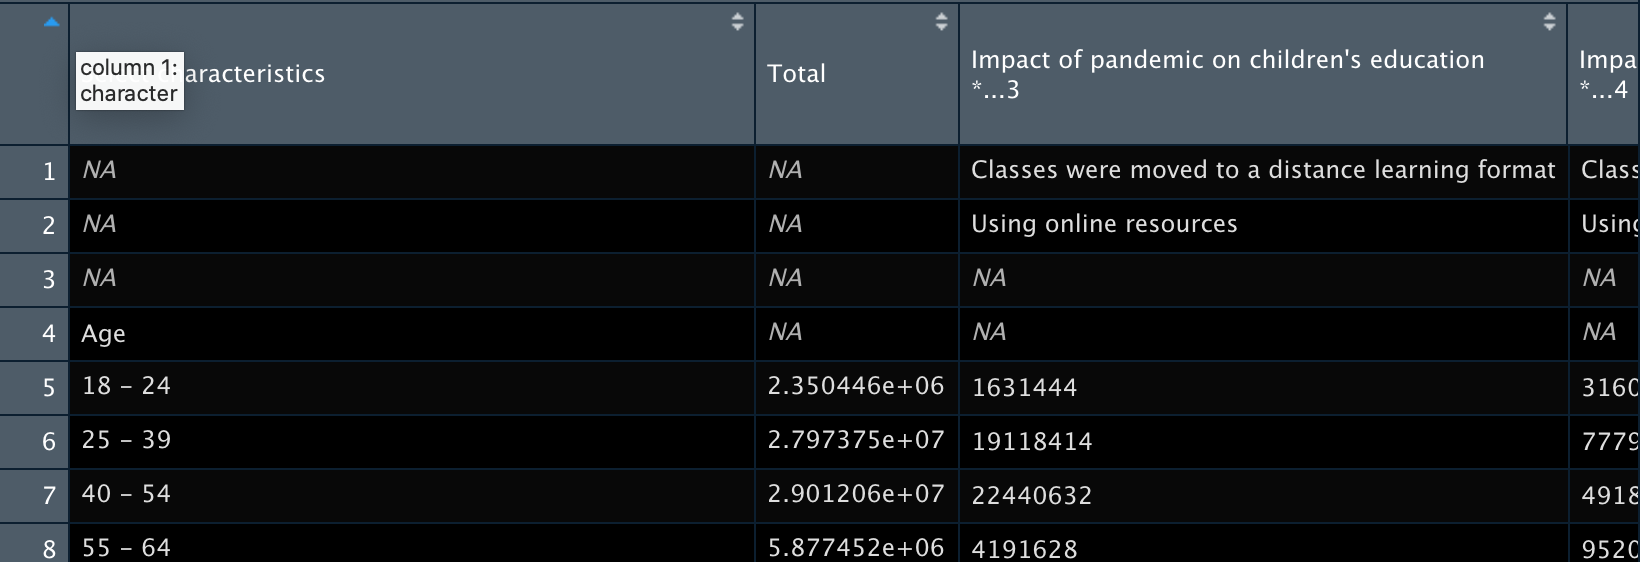 column 1:
character
aracteristics
Total
Impact of pandemic on children's education
*...3
Impa
*...4
1 NA NA Classes were moved to a distance learning format Class
2 NA NA Using online resources Using
3 NA NA NA NA
4 Age NA NA NA
5 18 – 24 2.350446e+06 1631444 3160
6 25 – 39 2.797375e+07 19118414 7779
7 40 – 54 2.901206e+07 22440632 4918
8 55 – 64 5.877452e+06 4191628 9520